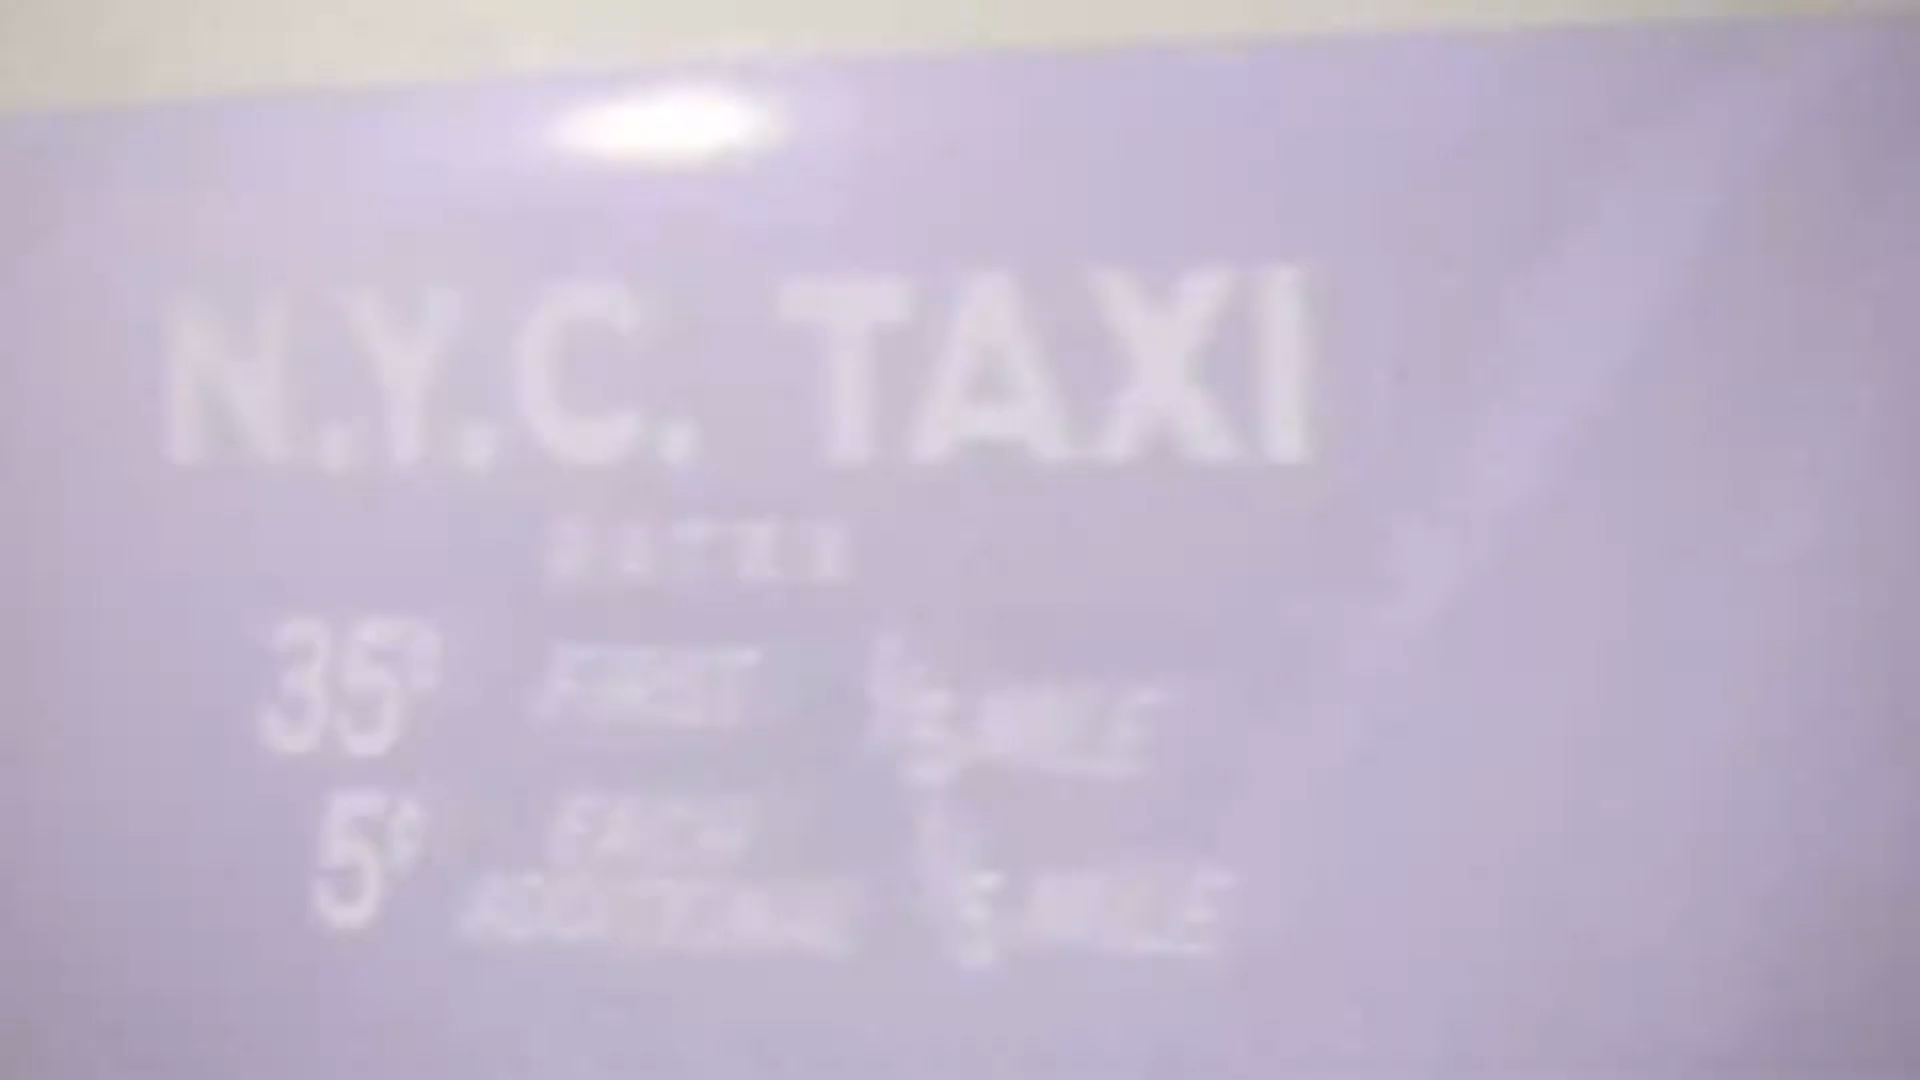 N.Y.C. TAXI
RATES
35¢ FIRST 1/5 MILE
5¢ EACH
ADDITIONAL 1/5 MILE